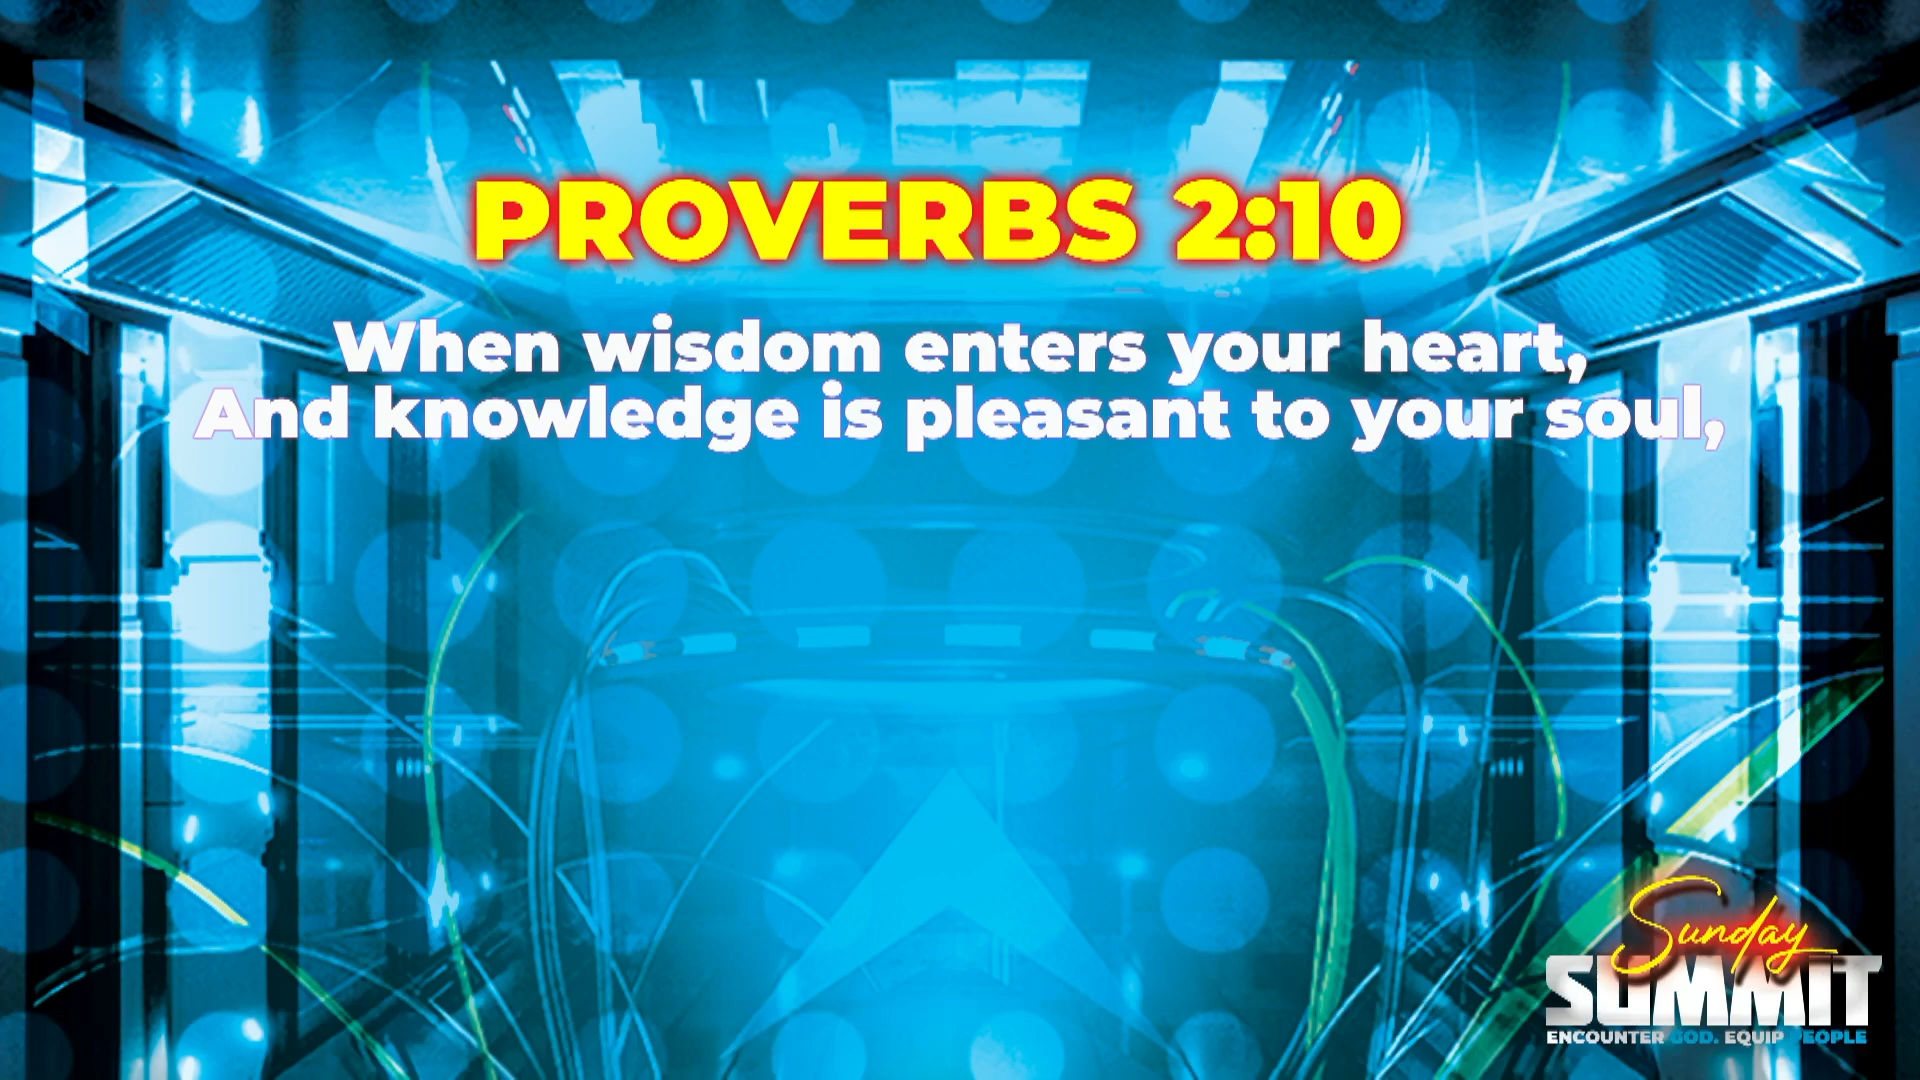 PROVERBS 2:10
When wisdom enters your heart,
And knowledge is pleasant to your soul,
Sunday
SUMMIT
ENCOUNTER GOD. EQUIP PEOPLE